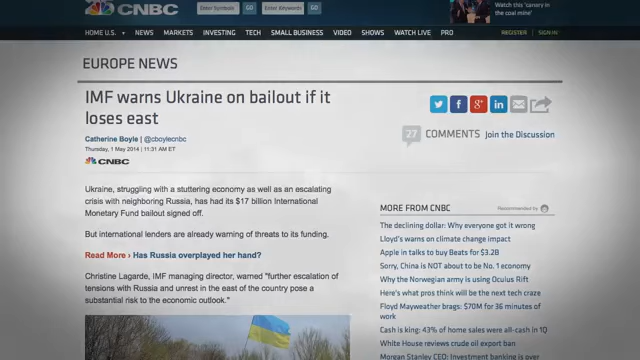 CNBC
Enter Symbols GO Enter Keywords GO
Watch this "canary in
the coal mine"
HOME U.S. NEWS MARKETS INVESTING TECH SMALL BUSINESS VIDEO SHOWS WATCH LIVE PRO REGISTER SIGN IN
EUROPE NEWS
IMF warns Ukraine on bailout if it
loses east
Catherine Boyle | @cboylecnbc
Thursday, 1 May 2014 | 11:31 AM ET
CNBC
27 COMMENTS Join the Discussion
Ukraine, struggling with a stuttering economy as well as an escalating
crisis with neighboring Russia, has had its $17 billion International
Monetary Fund bailout signed off.
But international lenders are already warning of threats to its funding.
Read More › Has Russia overplayed her hand?
Christine Lagarde, IMF managing director, warned "further escalation of
tensions with Russia and unrest in the east of the country pose a
substantial risk to the economic outlook."
MORE FROM CNBC Recommended by
The declining dollar: Why everyone got it wrong
Lloyd's warns on climate change impact
Apple in talks to buy Beats for $3.2B
Sorry, China is NOT about to be No. 1 economy
Why the Norwegian army is using Oculus Rift
Here's what pros think will be the next tech craze
Floyd Mayweather brags: $70M for 36 minutes of
work
Cash is king: 43% of home sales were all-cash in 1Q
White House reviews crude oil export ban
Morgan Stanley CEO: Investment banking is over